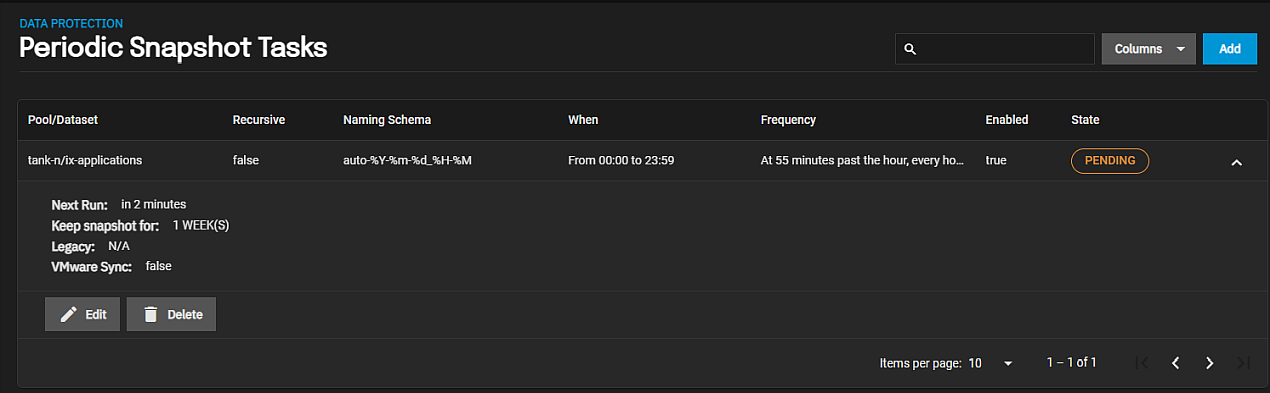 DATA PROTECTION
Periodic Snapshot Tasks
Columns
Add
Pool/Dataset Recursive Naming Schema When Frequency Enabled State
tank-n/ix-applications false auto-%Y-%m-%d_%H-%M From 00:00 to 23:59 At 55 minutes past the hour, every ho... true PENDING
Next Run: in 2 minutes
Keep snapshot for: 1 WEEK(S)
Legacy: N/A
VMware Sync: false
Edit Delete
Items per page: 10 1 – 1 of 1